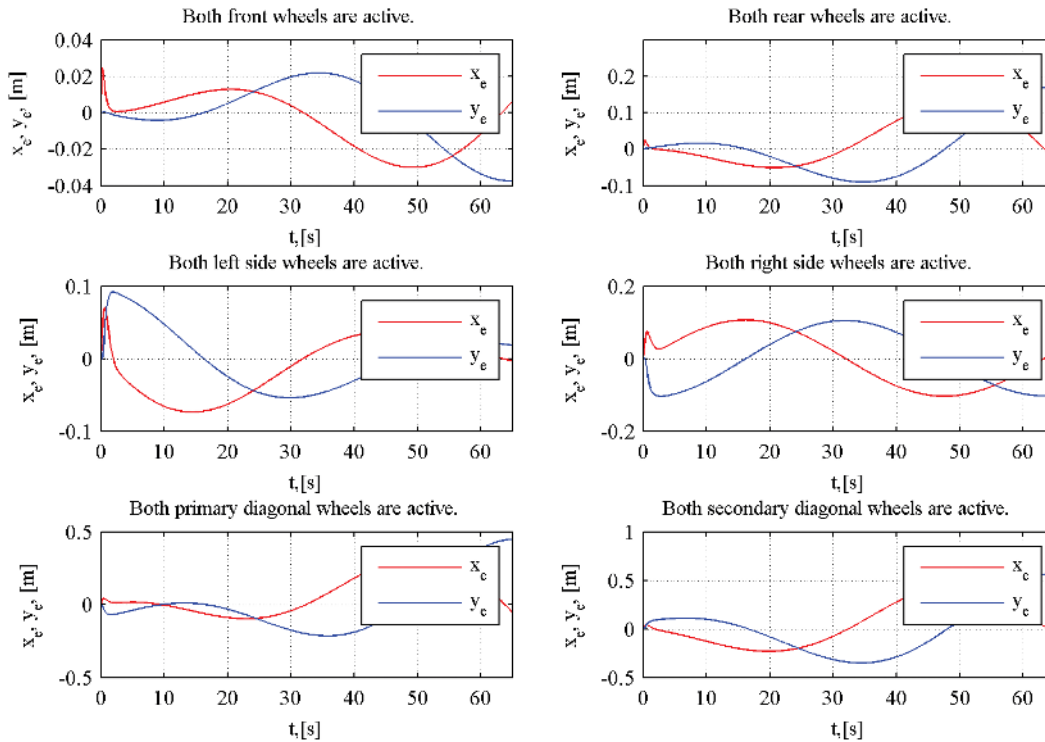 Both front wheels are active.
0.04
0.02
0
-0.02
-0.04
x_e, y_e, [m]
x_e
y_e
0 10 20 30 40 50 60
t,[s]
Both rear wheels are active.
0.2
0.1
0
-0.1
x_e, y_e, [m]
x_e
y_e
0 10 20 30 40 50 60
t,[s]
Both left side wheels are active.
0.1
0
-0.1
x_e, y_e [m]
x_e
y_e
0 10 20 30 40 50 60
t,[s]
Both right side wheels are active.
0.2
0
-0.2
x_e, y_e, [m]
x_e
y_e
0 10 20 30 40 50 60
t,[s]
Both primary diagonal wheels are active.
0.5
0
-0.5
x_e, y_e, [m]
x_e
y_e
0 10 20 30 40 50 60
t,[s]
Both secondary diagonal wheels are active.
1
0.5
0
-0.5
x_e, y_e, [m]
x_e
y_e
0 10 20 30 40 50 60
t,[s]